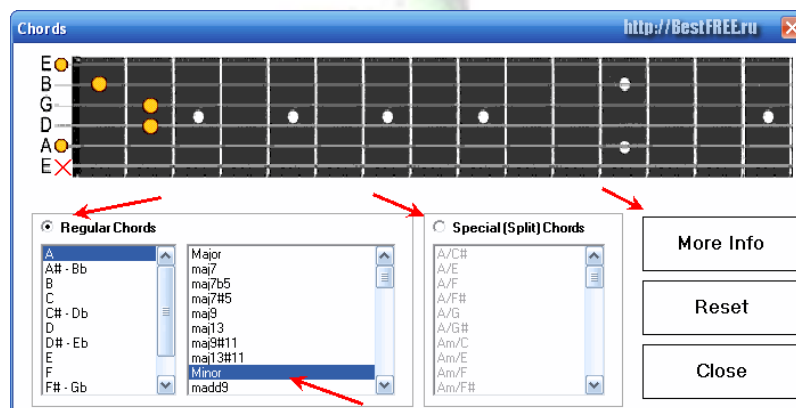 Chords http://BestFREE.ru
E
B
G
D
A
E
Regular Chords
Special (Split) Chords
More Info
Reset
Close
A
A# - Bb
B
C
C# - Db
D
D# - Eb
E
F
F# - Gb
Major
maj7
maj7b5
maj7#5
maj9
maj13
maj9#11
maj13#11
Minor
madd9
A/C#
A/E
A/F
A/F#
A/G
A/G#
Am/C
Am/E
Am/F
Am/F#